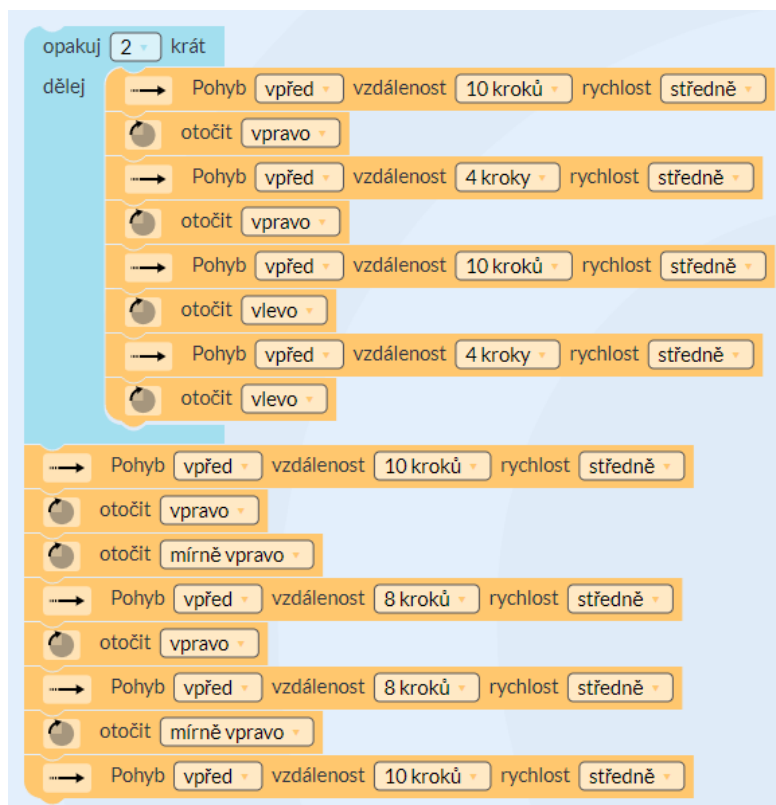 opakuj 2 krát
dělej Pohyb vpřed vzdálenost 10 kroků rychlost středně
otočit vpravo
Pohyb vpřed vzdálenost 4 kroky rychlost středně
otočit vpravo
Pohyb vpřed vzdálenost 10 kroků rychlost středně
otočit vlevo
Pohyb vpřed vzdálenost 4 kroky rychlost středně
otočit vlevo
Pohyb vpřed vzdálenost 10 kroků rychlost středně
otočit vpravo
otočit mírně vpravo
Pohyb vpřed vzdálenost 8 kroků rychlost středně
otočit vpravo
Pohyb vpřed vzdálenost 8 kroků rychlost středně
otočit mírně vpravo
Pohyb vpřed vzdálenost 10 kroků rychlost středně